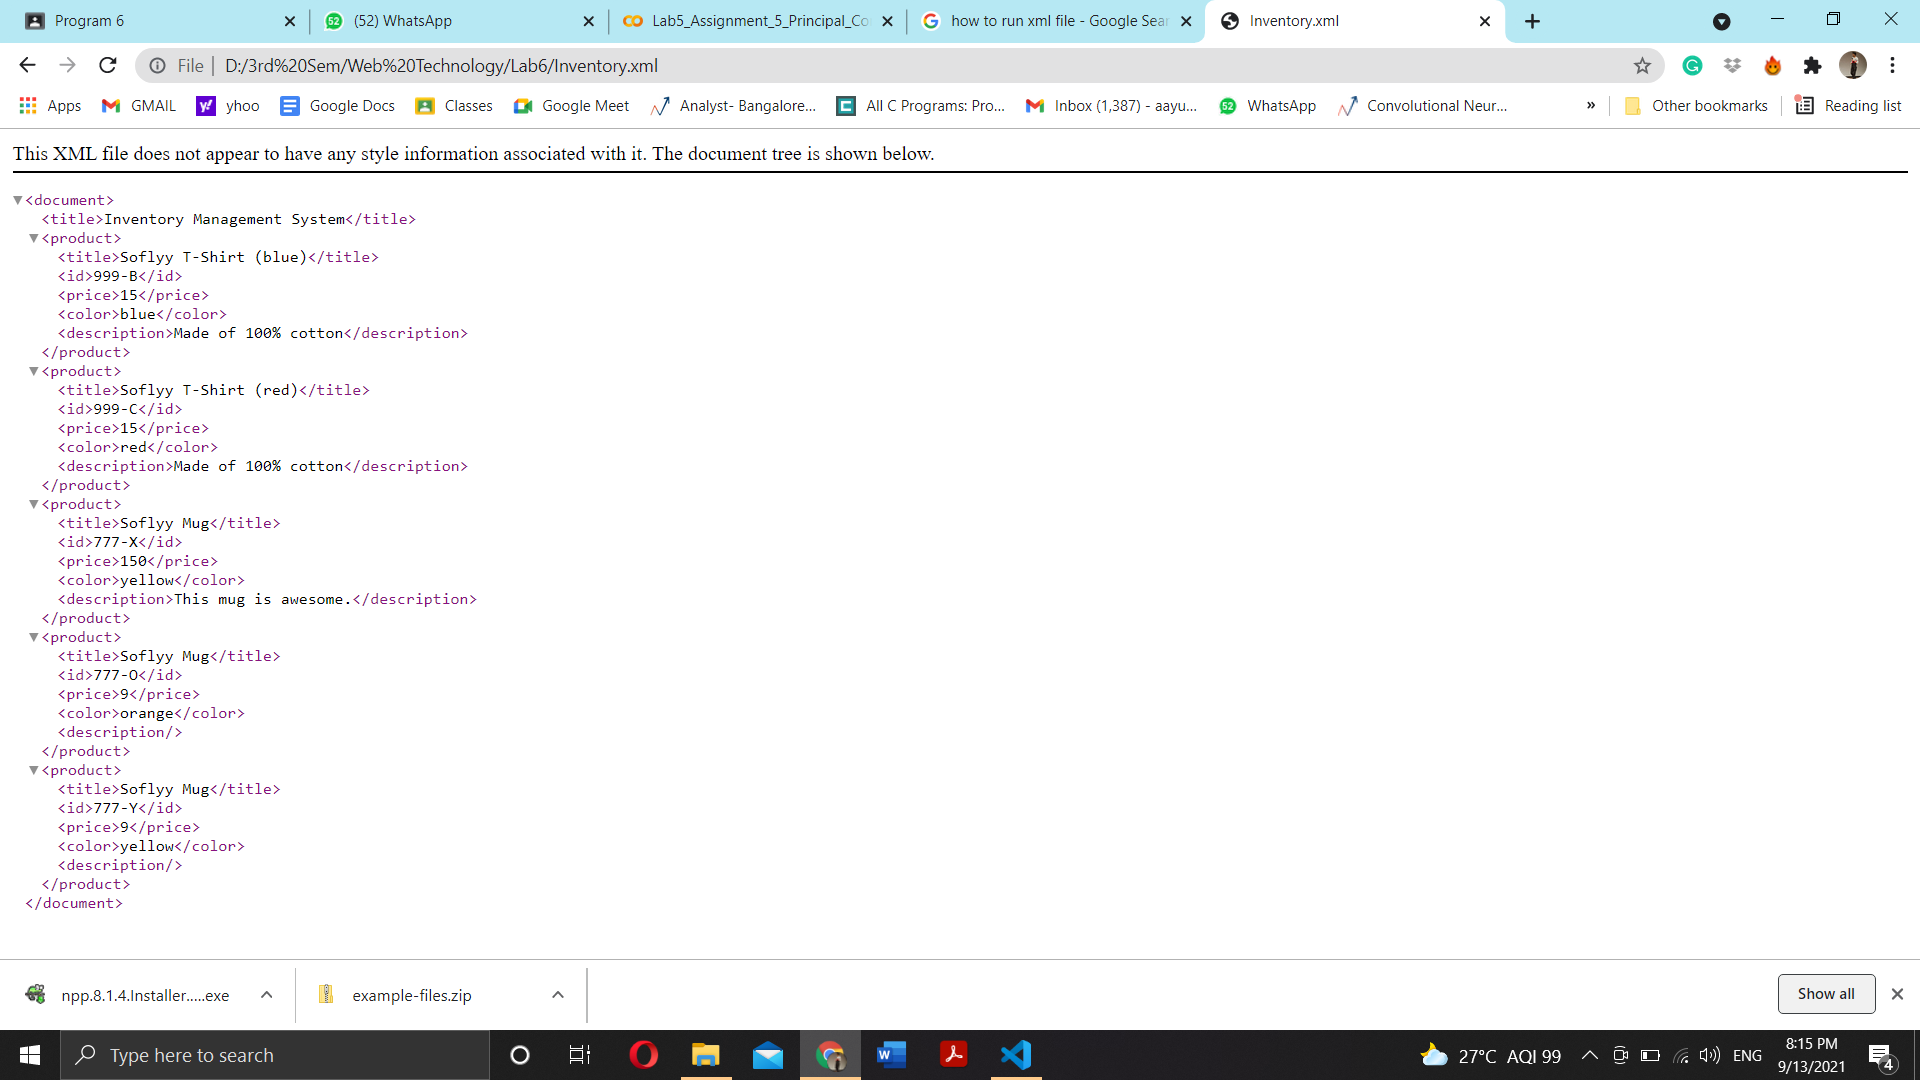 Program 6
52
(52) WhatsApp
Lab5_Assignment_5_Principal_Co
how to run xml file - Google Sear
Inventory.xml
File | D:/3rd%20Sem/Web%20Technology/Lab6/Inventory.xml
Apps
GMAIL
yhoo
Google Docs
Classes
Google Meet
Analyst- Bangalore...
All C Programs: Pro...
Inbox (1,387) - aayu...
52
WhatsApp
Convolutional Neur...
»
Other bookmarks
Reading list
This XML file does not appear to have any style information associated with it. The document tree is shown below.
▼<document>
<title>Inventory Management System</title>
▼<product>
<title>Soflyy T-Shirt (blue)</title>
<id>999-B</id>
<price>15</price>
<color>blue</color>
<description>Made of 100% cotton</description>
</product>
▼<product>
<title>Soflyy T-Shirt (red)</title>
<id>999-C</id>
<price>15</price>
<color>red</color>
<description>Made of 100% cotton</description>
</product>
▼<product>
<title>Soflyy Mug</title>
<id>777-X</id>
<price>150</price>
<color>yellow</color>
<description>This mug is awesome.</description>
</product>
▼<product>
<title>Soflyy Mug</title>
<id>777-O</id>
<price>9</price>
<color>orange</color>
<description/>
</product>
▼<product>
<title>Soflyy Mug</title>
<id>777-Y</id>
<price>9</price>
<color>yellow</color>
<description/>
</product>
</document>
npp.8.1.4.Installer.....exe
example-files.zip
Show all
Type here to search
27°C AQI 99
ENG
8:15 PM
9/13/2021
4